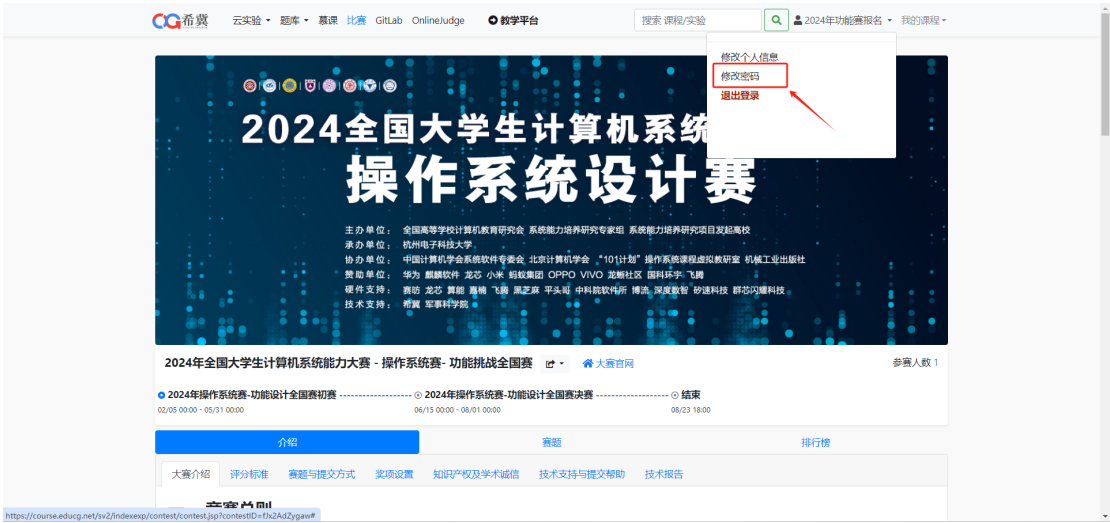 CG希冀 云实验 题库 慕课 比赛 GitLab OnlineJudge 教学平台 搜索 课程/实验 2024年功能赛报名 我的课程
修改个人信息
修改密码
退出登录
2024全国大学生计算机系统
操作系统设计赛
主办单位： 全国高等学校计算机教育研究会 系统能力培养研究专家组 系统能力培养研究项目发起高校
承办单位： 杭州电子科技大学
协办单位： 中国计算机学会系统软件专委会 北京计算机学会 “101计划”操作系统课程虚拟教研室 机械工业出版社
赞助单位： 华为 麒麟软件 龙芯 小米 蚂蚁集团 OPPO VIVO 龙蜥社区 国科环宇 飞腾
硬件支持： 赛昉 龙芯 算能 嘉楠 飞腾 黑芝麻 平头哥 中科院软件所 博流 深度数智 矽速科技 群芯闪耀科技
技术支持： 希冀 军事科学院
2024年全国大学生计算机系统能力大赛 - 操作系统赛- 功能挑战全国赛 大赛官网 参赛人数 1
2024年操作系统赛-功能设计全国赛初赛 2024年操作系统赛-功能设计全国赛决赛 结束
02/05 00:00 - 05/31 00:00 06/15 00:00 - 08/01 00:00 08/23 18:00
介绍 赛题 排行榜
大赛介绍 评分标准 赛题与提交方式 奖项设置 知识产权及学术诚信 技术支持与提交帮助 技术报告
竞赛总则
https://course.educg.net/sv2/indexexp/contest/contest.jsp?contestID=fJx2AdZygaw#